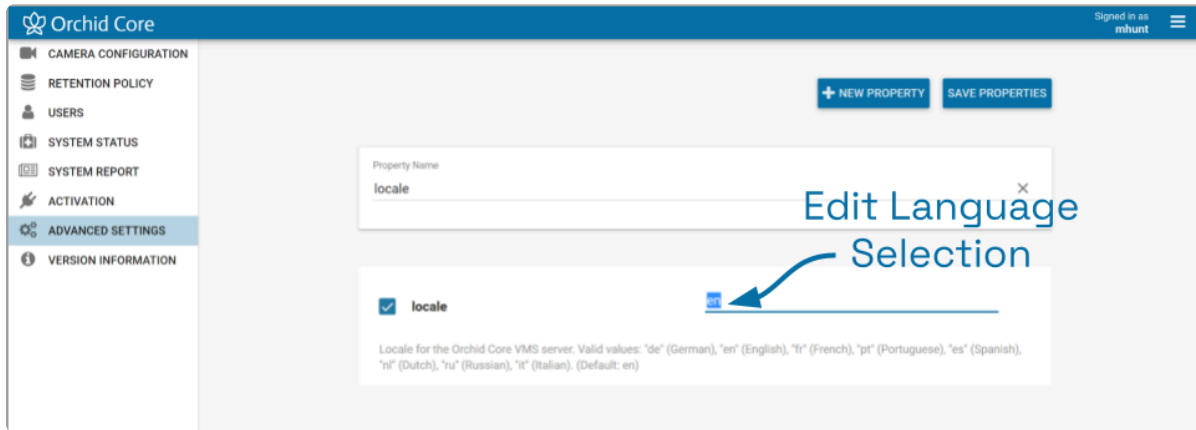 Orchid Core
Signed in as
mhunt
CAMERA CONFIGURATION
RETENTION POLICY
USERS
SYSTEM STATUS
SYSTEM REPORT
ACTIVATION
ADVANCED SETTINGS
VERSION INFORMATION
NEW PROPERTY
SAVE PROPERTIES
Property Name
locale
Edit Language
Selection
locale
en
Locale for the Orchid Core VMS server. Valid values: "de" (German), "en" (English), "fr" (French), "pt" (Portuguese), "es" (Spanish),
"nl" (Dutch), "ru" (Russian), "it" (Italian). (Default: en)